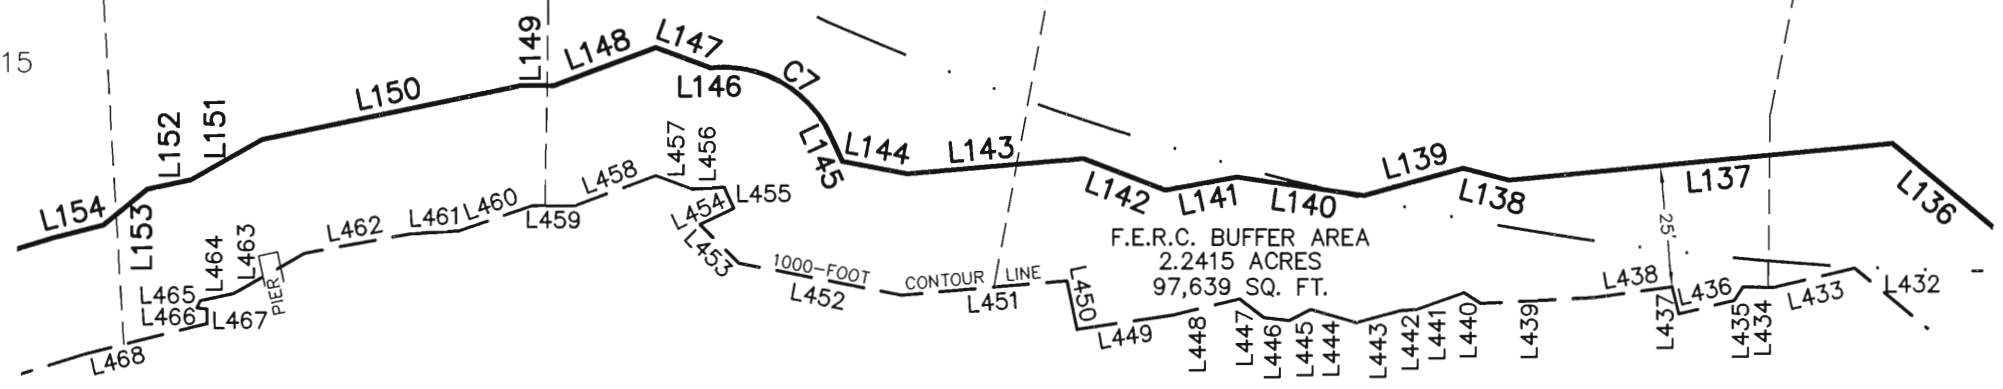 15
L154
L153
L152
L151
L150
L149
L148
L147
L146
C7
L145
L144
L143
L142
L141
L140
L139
L138
L137
L136
25'
F.E.R.C. BUFFER AREA
2.2415 ACRES
97,639 SQ. FT.
L468
L467
L466
L465
L464
L463
PIER
L462
L461
L460
L459
L458
L457
L456
L455
L454
L453
1000-FOOT CONTOUR LINE
L452
L451
L450
L449
L448
L447
L446
L445
L444
L443
L442
L441
L440
L439
L438
L437
L436
L435
L434
L433
L432